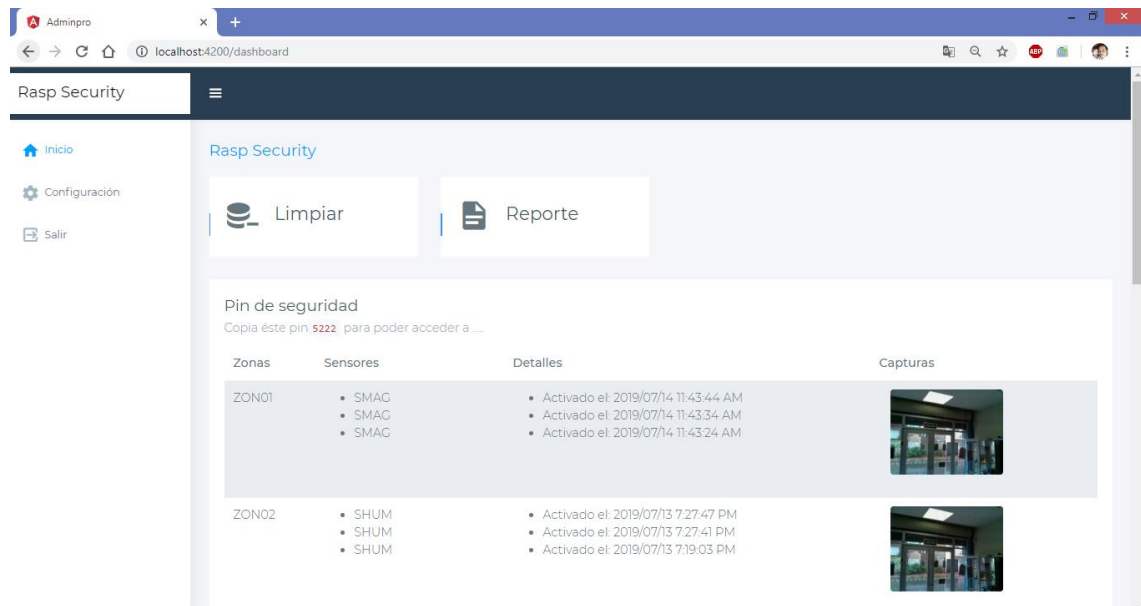 Adminpro
localhost:4200/dashboard
ABP
Rasp Security
Inicio
Configuración
Salir
Rasp Security
Limpiar
Reporte
Pin de seguridad
Copia éste pin 5222 para poder acceder a .....
Zonas Sensores Detalles Capturas
ZON01
SMAG
SMAG
SMAG
Activado el: 2019/07/14 11:43:44 AM
Activado el: 2019/07/14 11:43:34 AM
Activado el: 2019/07/14 11:43:24 AM
ZON02
SHUM
SHUM
SHUM
Activado el: 2019/07/13 7:27:47 PM
Activado el: 2019/07/13 7:27:41 PM
Activado el: 2019/07/13 7:19:03 PM